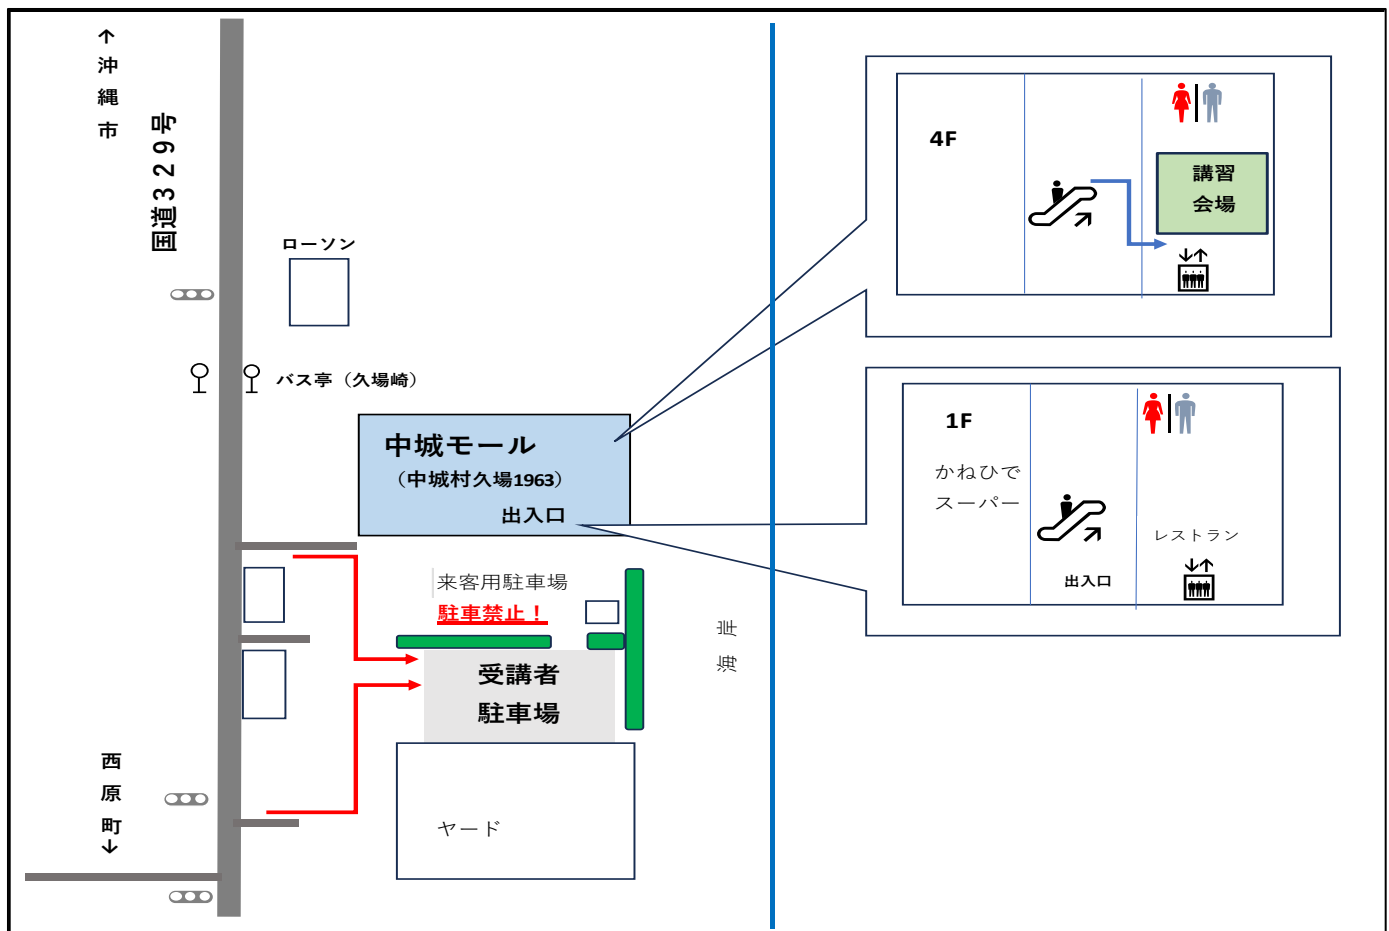 ↑沖縄市
国道３２９号
ローソン
バス亭（久場崎）
中城モール
（中城村久場1963）
出入口
来客用駐車場
駐車禁止！
受講者
駐車場
ヤード
西原町↓
海岸
4F
講習
会場
1F
かねひで
スーパー
レストラン
出入口